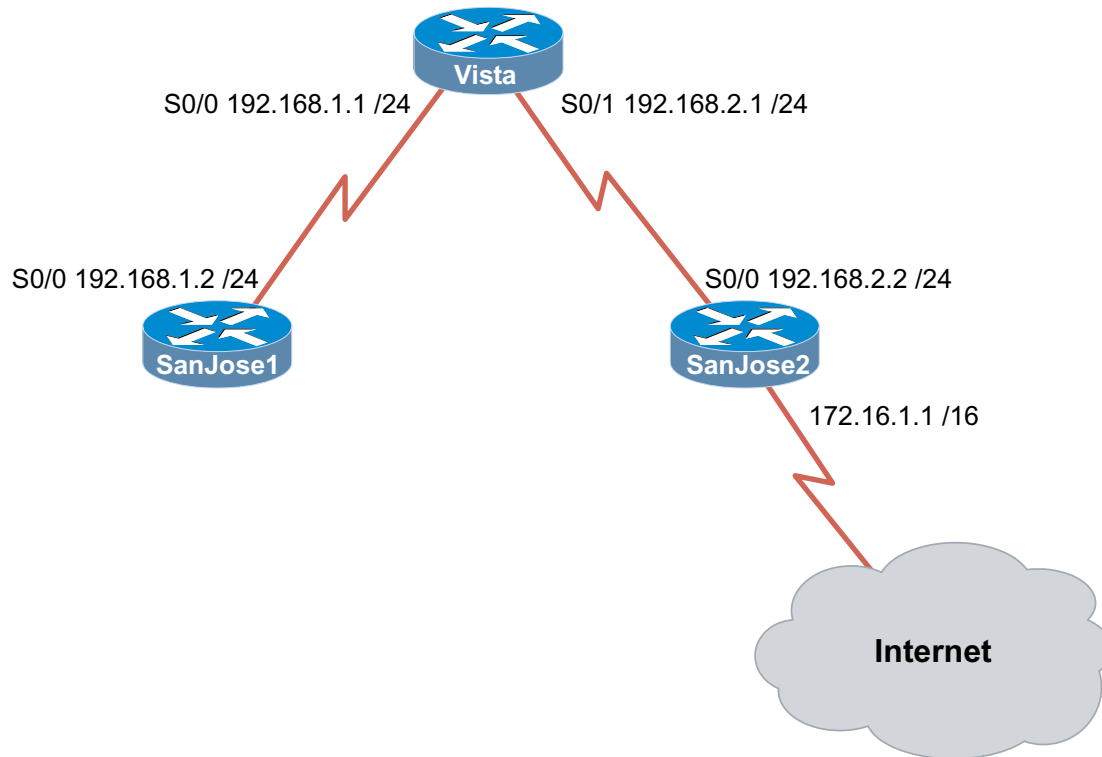 Vista
S0/0 192.168.1.1 /24
S0/1 192.168.2.1 /24
S0/0 192.168.1.2 /24
S0/0 192.168.2.2 /24
SanJose1
SanJose2
172.16.1.1 /16
Internet